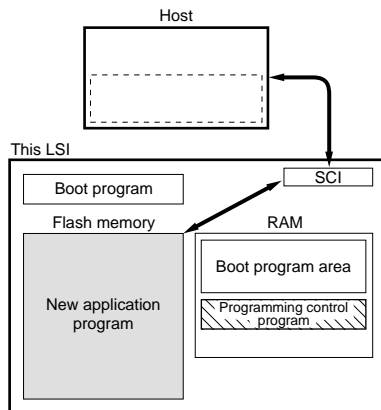 Host
This LSI
SCI
Boot program
Flash memory
RAM
Boot program area
New application
program
Programming control
program